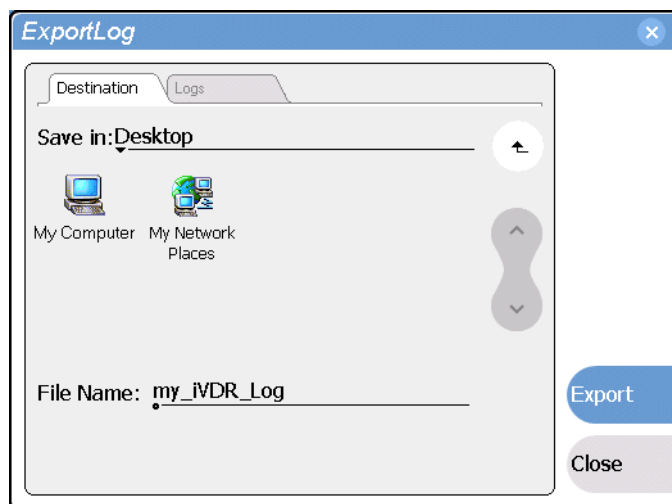 ExportLog
Destination
Logs
Save in:Desktop
My Computer
My Network
Places
File Name: my_iVDR_Log
Export
Close